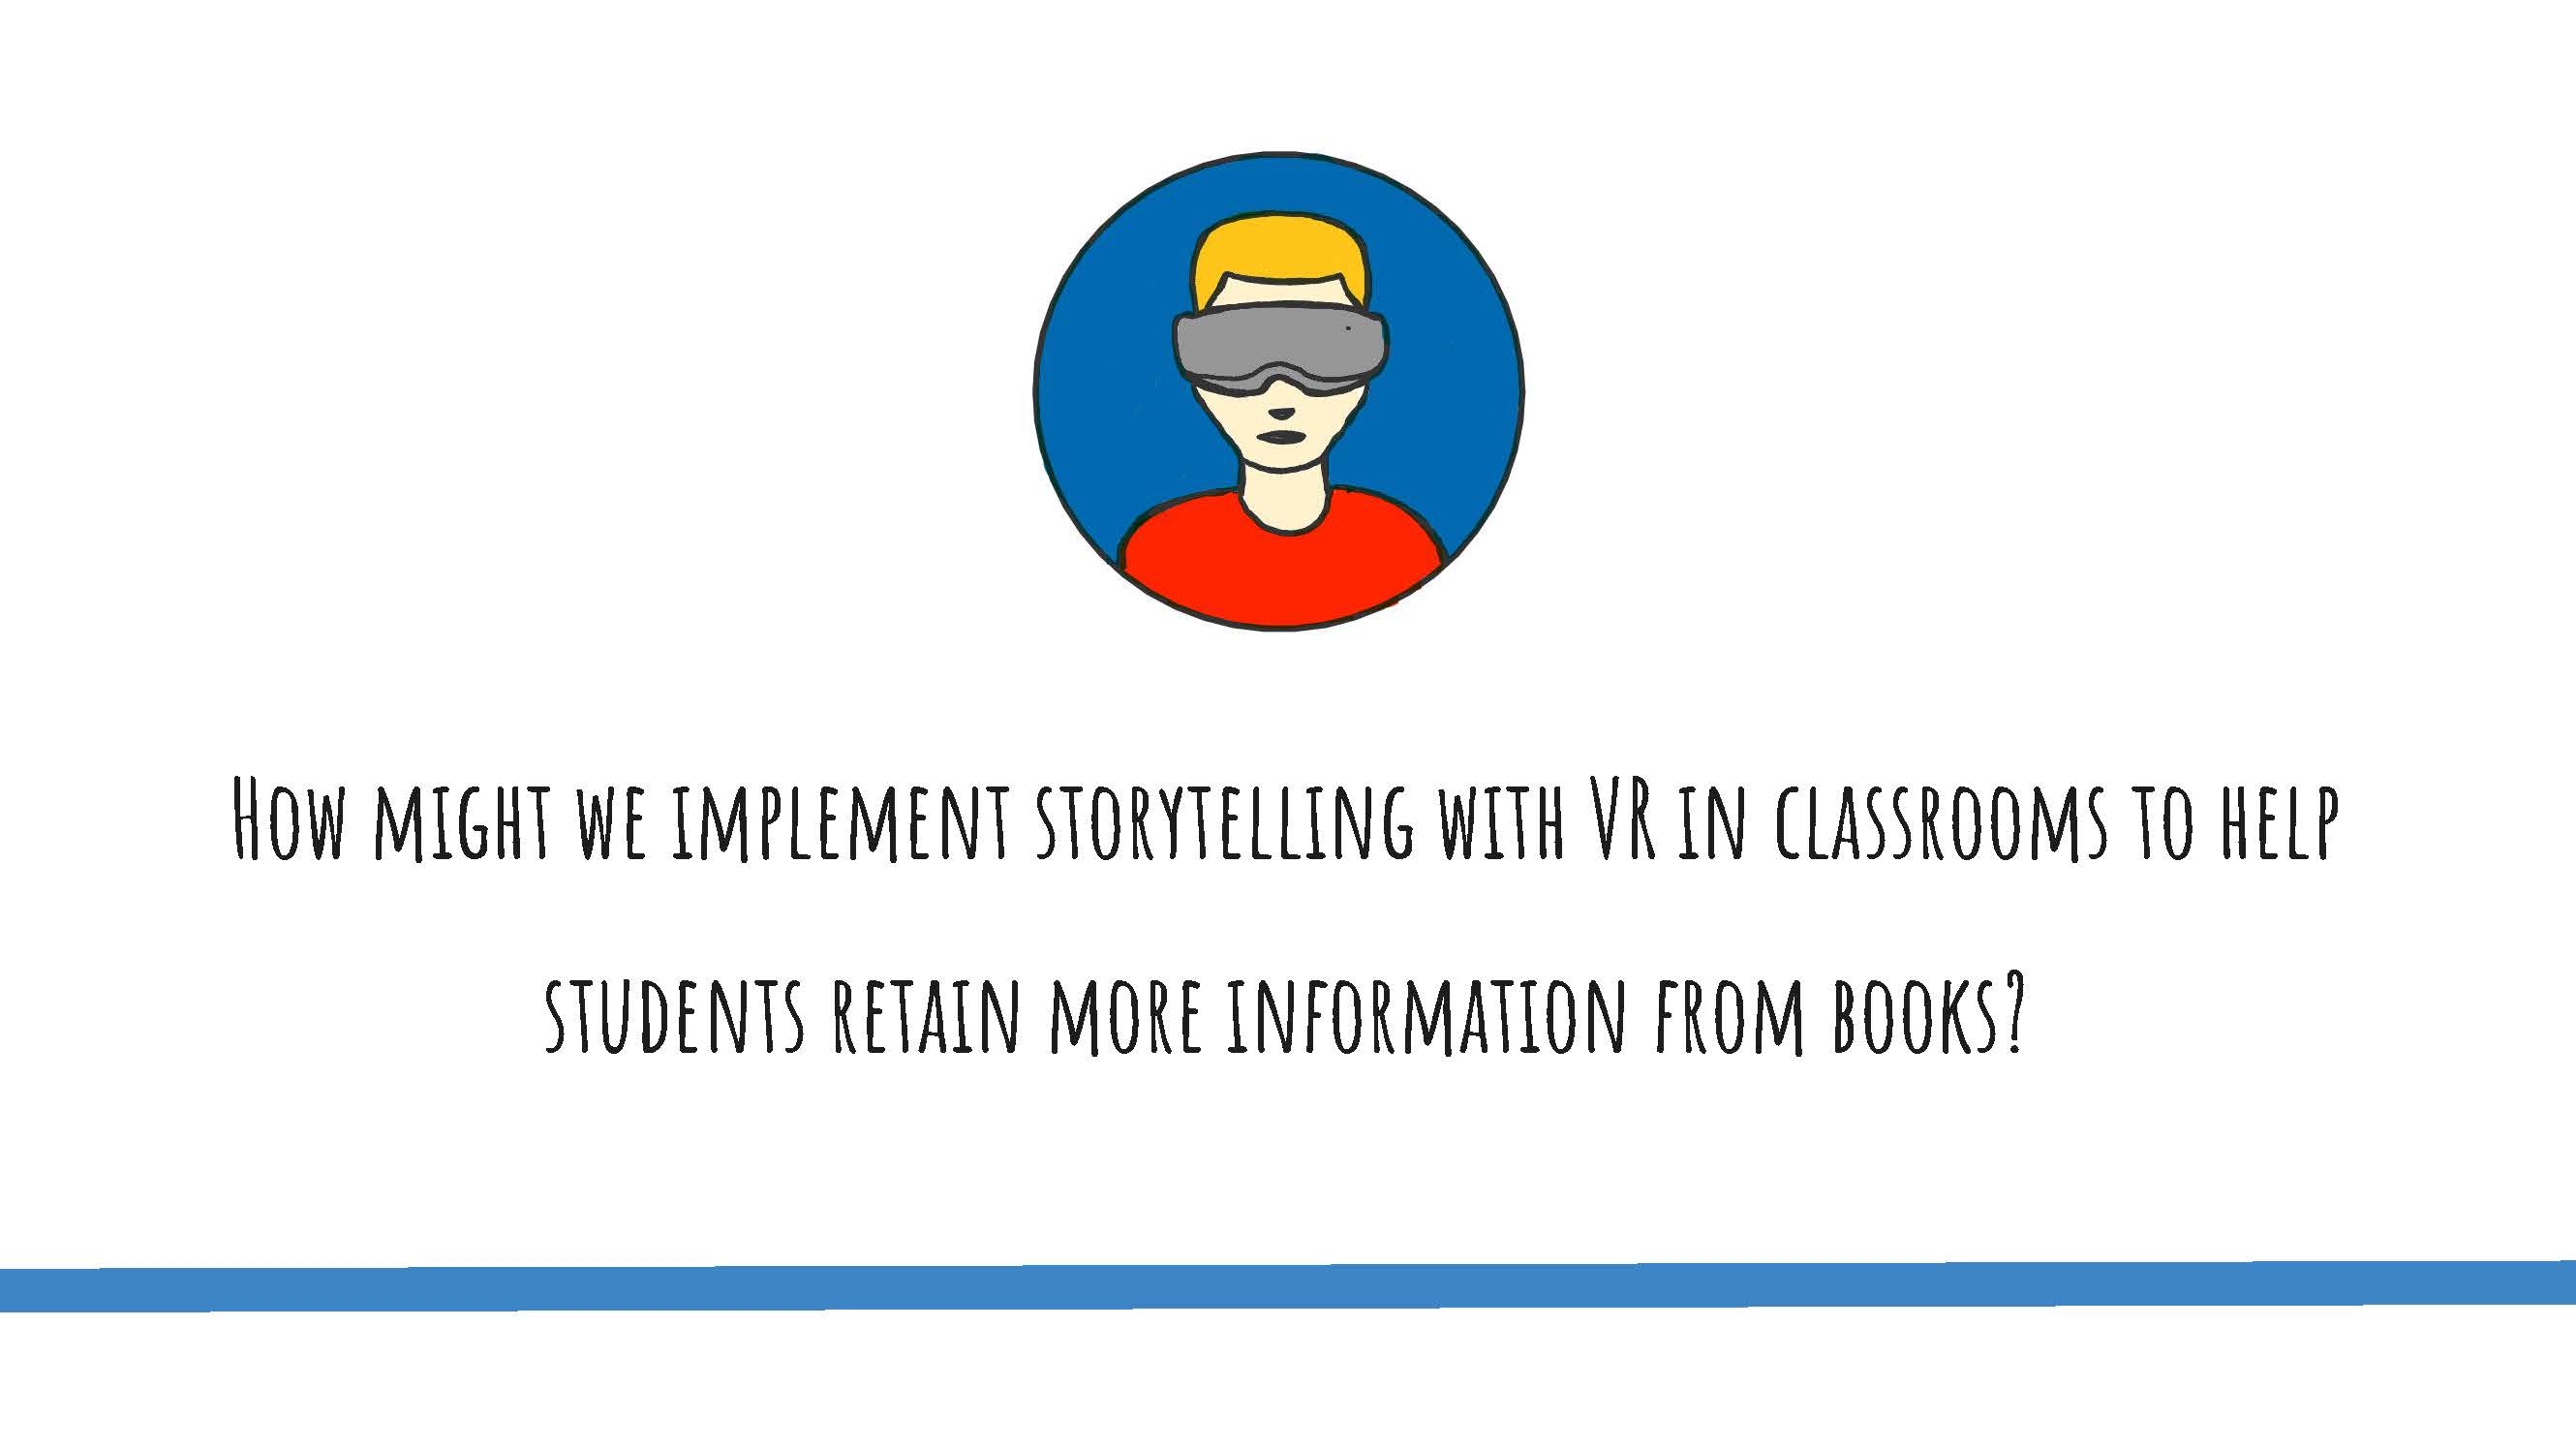 How might we implement storytelling with VR in classrooms to help
students retain more information from books?